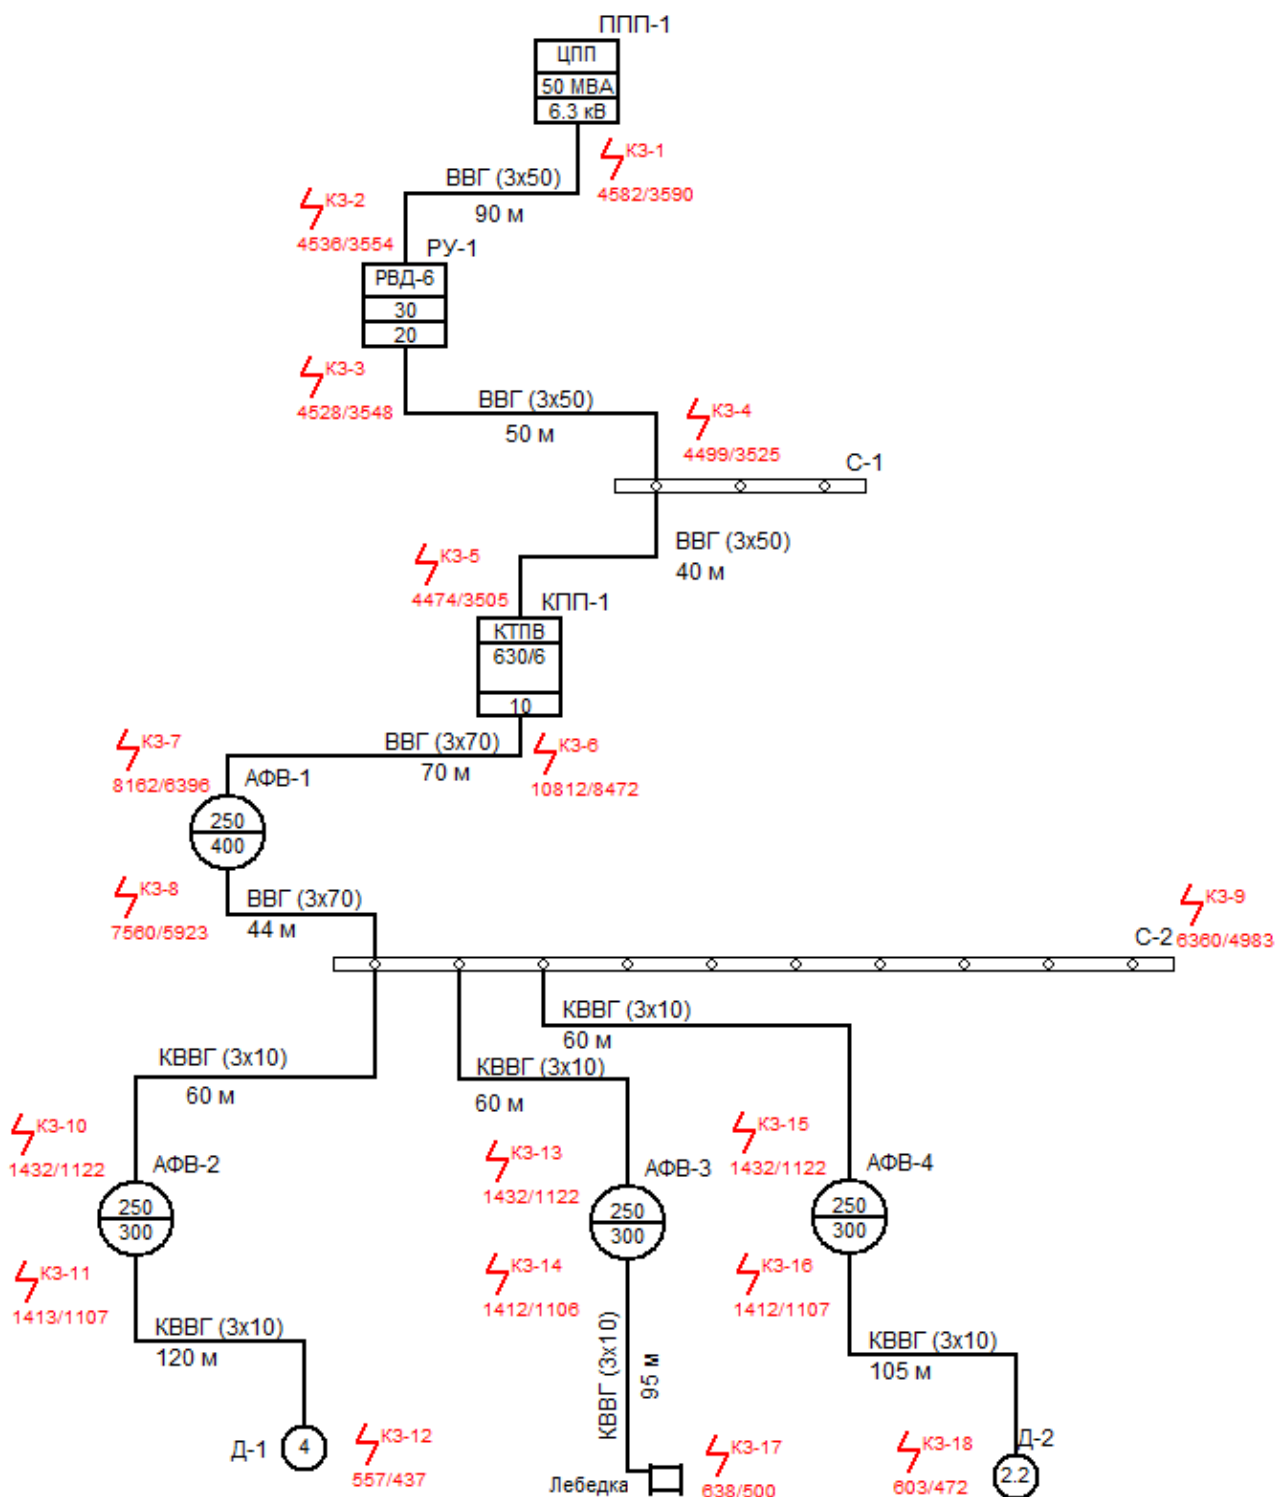 ППП-1
ЦПП
50 МВА
6.3 кВ
КЗ-1
4582/3590
ВВГ (3х50)
90 м
КЗ-2
4536/3554
РУ-1
РВД-6
30
20
КЗ-3
4528/3548
ВВГ (3х50)
50 м
КЗ-4
4499/3525
С-1
ВВГ (3х50)
40 м
КЗ-5
4474/3505
КПП-1
КТПВ
630/6
10
КЗ-6
10812/8472
ВВГ (3х70)
70 м
КЗ-7
8162/6396
АФВ-1
250
400
КЗ-8
7560/5923
ВВГ (3х70)
44 м
КЗ-9
С-2
6360/4983
КВВГ (3х10)
60 м
КВВГ (3х10)
60 м
КВВГ (3х10)
60 м
КЗ-10
1432/1122
АФВ-2
250
300
КЗ-11
1413/1107
КВВГ (3х10)
120 м
Д-1
4
КЗ-12
557/437
КЗ-13
1432/1122
АФВ-3
250
300
КЗ-14
1412/1106
КВВГ (3х10)
95 м
Лебедка
КЗ-17
638/500
КЗ-15
1432/1122
АФВ-4
250
300
КЗ-16
1412/1107
КВВГ (3х10)
105 м
Д-2
2.2
КЗ-18
603/472